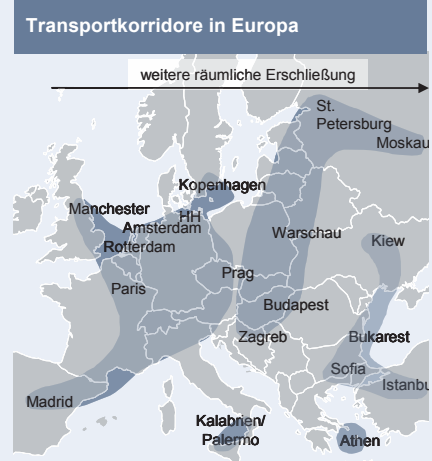 Transportkorridore in Europa
weitere räumliche Erschließung
St.
Petersburg
Moskau
Kopenhagen
Manchester
HH
Amsterdam
Rotterdam
Warschau
Kiew
Prag
Paris
Budapest
Zagreb
Bukarest
Sofia
Istanbu
Madrid
Kalabrien/
Palermo
Athen